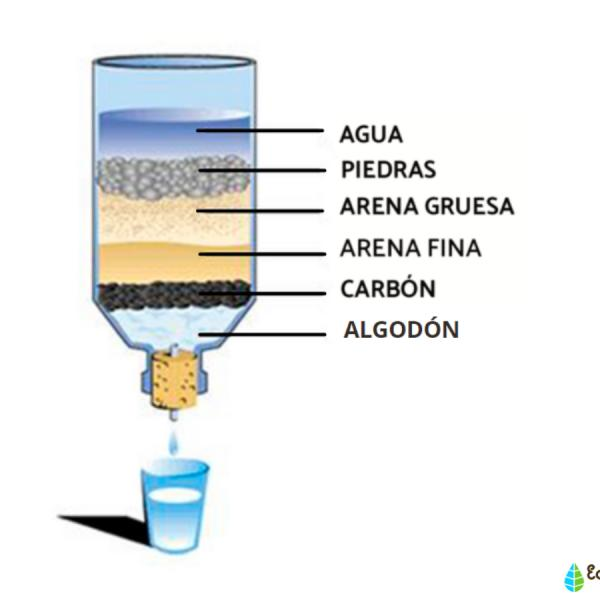 AGUA
PIEDRAS
ARENA GRUESA
ARENA FINA
CARBÓN
ALGODÓN